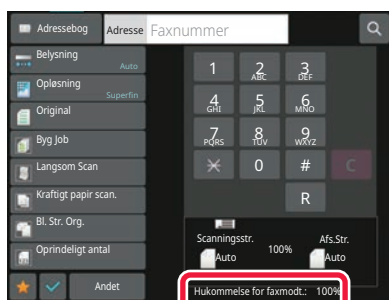 Adressebog
Adresse
Faxnummer
Belysning
Auto
Opløsning
Superfin
Original
Byg Job
Langsom Scan
Kraftigt papir scan.
Bl. Str. Org.
Oprindeligt antal
Andet
1
2 ABC
3 DEF
4 GHI
5 JKL
6 MNO
7 PQRS
8 TUV
9 WXYZ
0
#
C
R
Scanningsstr.
Auto
100%
Afs.Str.
Auto
Hukommelse for faxmodt.: 100%